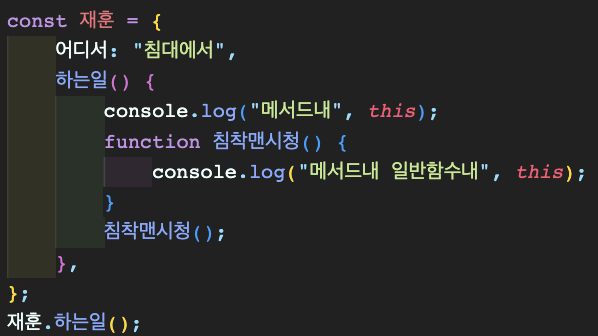 const 재훈 = {
어디서: "침대에서",
하는일() {
console.log("메서드내", this);
function 침착맨시청() {
console.log("메서드내 일반함수내", this);
}
침착맨시청();
},
};
재훈.하는일();